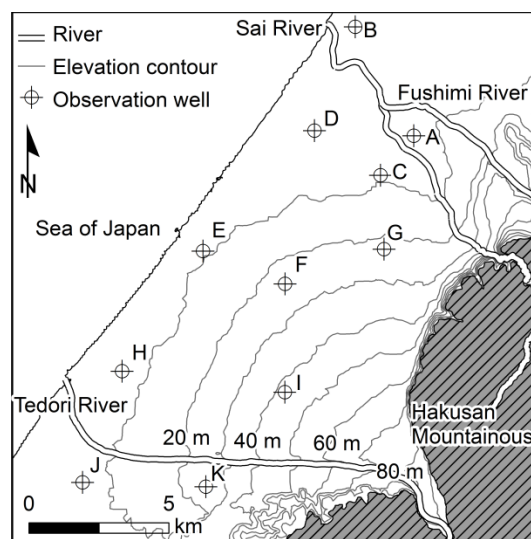 River
Elevation contour
Observation well
N
Sai River
B
Fushimi River
D
A
C
Sea of Japan
E
G
F
H
I
Tedori River
20 m
40 m
60 m
80 m
Hakusan
Mountainous
J
K
0
5
km